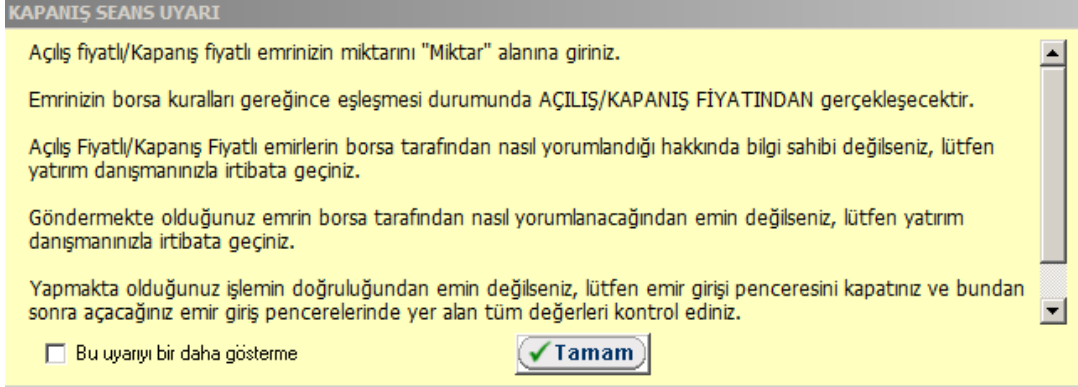 KAPANIŞ SEANS UYARI
Açılış fiyatlı/Kapanış fiyatlı emrinizin miktarını "Miktar" alanına giriniz.
Emrinizin borsa kuralları gereğince eşleşmesi durumunda AÇILIŞ/KAPANIŞ FİYATINDAN gerçekleşecektir.
Açılış Fiyatlı/Kapanış Fiyatlı emirlerin borsa tarafından nasıl yorumlandığı hakkında bilgi sahibi değilseniz, lütfen
yatırım danışmanınızla irtibata geçiniz.
Göndermekte olduğunuz emrin borsa tarafından nasıl yorumlanacağından emin değilseniz, lütfen yatırım
danışmanınızla irtibata geçiniz.
Yapmakta olduğunuz işlemin doğruluğundan emin değilseniz, lütfen emir girişi penceresini kapatınız ve bundan
sonra açacağınız emir giriş pencerelerinde yer alan tüm değerleri kontrol ediniz.
Bu uyarıyı bir daha gösterme
Tamam